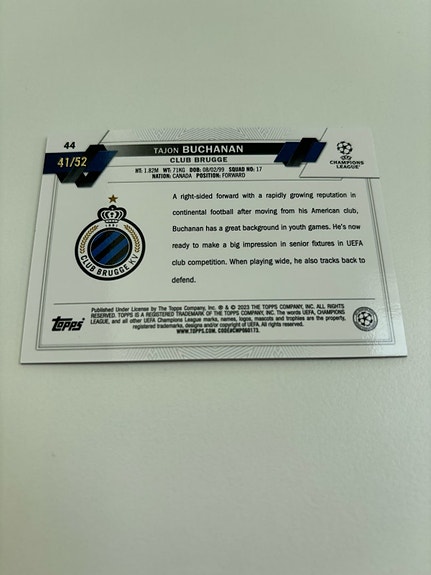 44
41/52
TAJON BUCHANAN
CLUB BRUGGE
UEFA
CHAMPIONS
LEAGUE
HT: 1.82M WT: 71KG DOB: 08/02/99 SQUAD NO: 17
NATION: CANADA POSITION: FORWARD
A right-sided forward with a rapidly growing reputation in
continental football after moving from his American club,
Buchanan has a great background in youth games. He's now
ready to make a big impression in senior fixtures in UEFA
club competition. When playing wide, he also tracks back to
defend.
1891
CLUB BRUGGE KV
Topps
Published Under License by The Topps Company, Inc. ® & © 2023 THE TOPPS COMPANY, INC. ALL RIGHTS
RESERVED. TOPPS IS A REGISTERED TRADEMARK OF THE TOPPS COMPANY, INC. The words UEFA, CHAMPIONS
LEAGUE, and all other UEFA Champions League marks, names, logos, mascots and trophies are the property,
registered trademarks, designs and/or copyright of UEFA. All rights reserved.
WWW.TOPPS.COM. CODE#CMP060173.